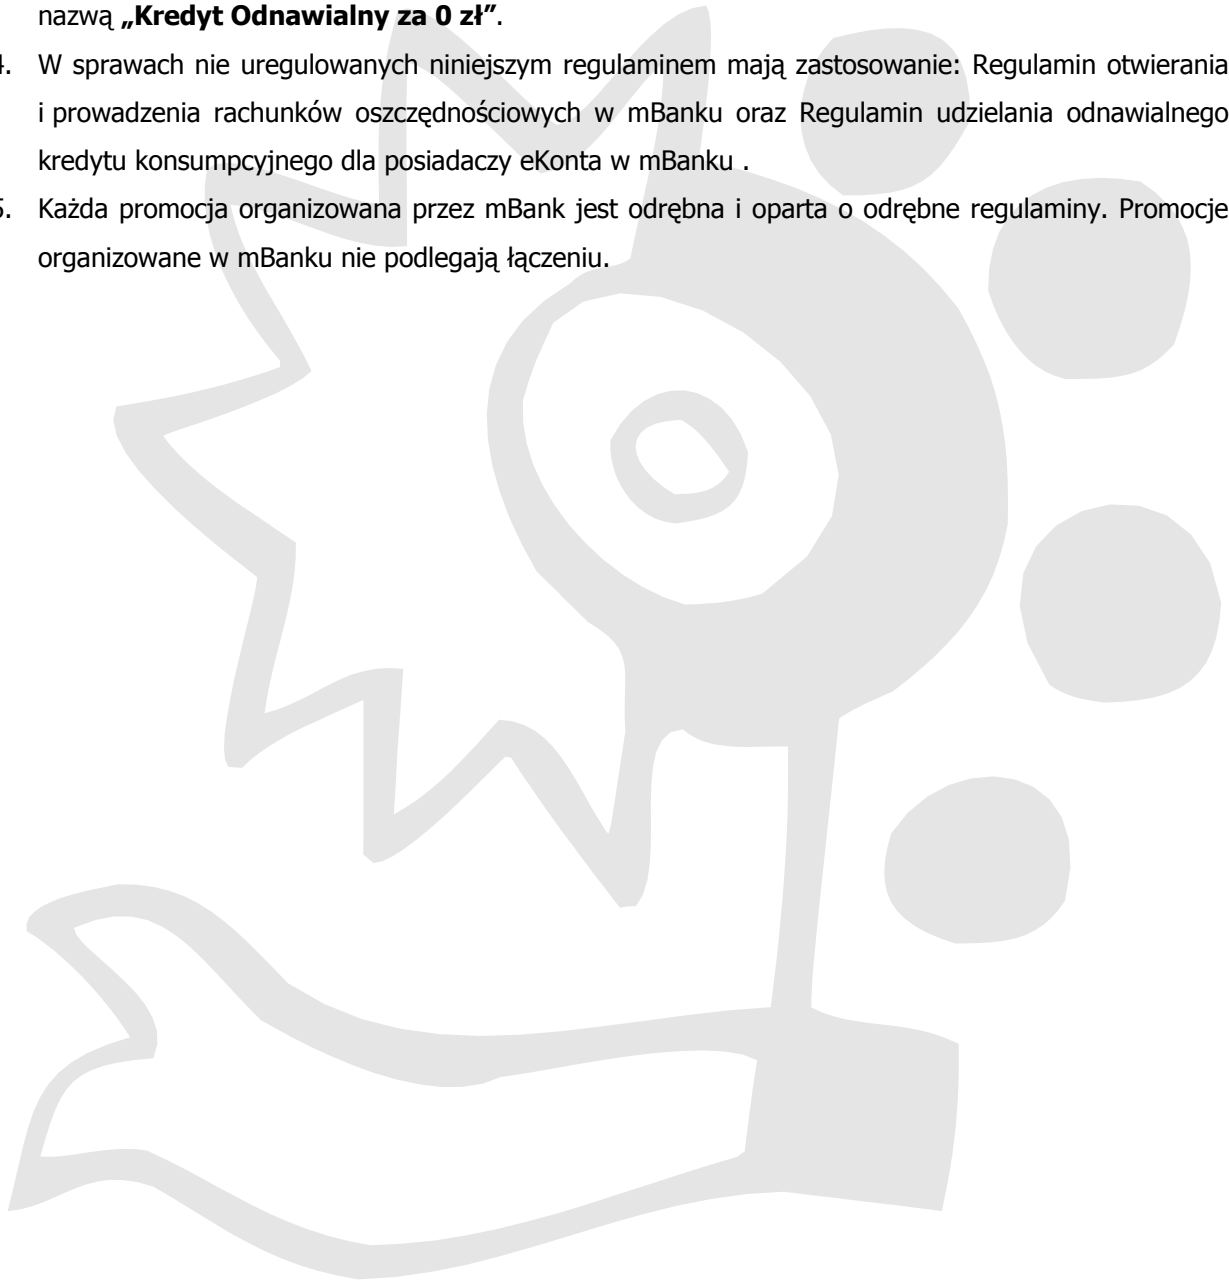 nazwą „Kredyt Odnawialny za 0 zł”.
4. W sprawach nie uregulowanych niniejszym regulaminem mają zastosowanie: Regulamin otwierania
i prowadzenia rachunków oszczędnościowych w mBanku oraz Regulamin udzielania odnawialnego
kredytu konsumpcyjnego dla posiadaczy eKonta w mBanku .
5. Każda promocja organizowana przez mBank jest odrębna i oparta o odrębne regulaminy. Promocje
organizowane w mBanku nie podlegają łączeniu.